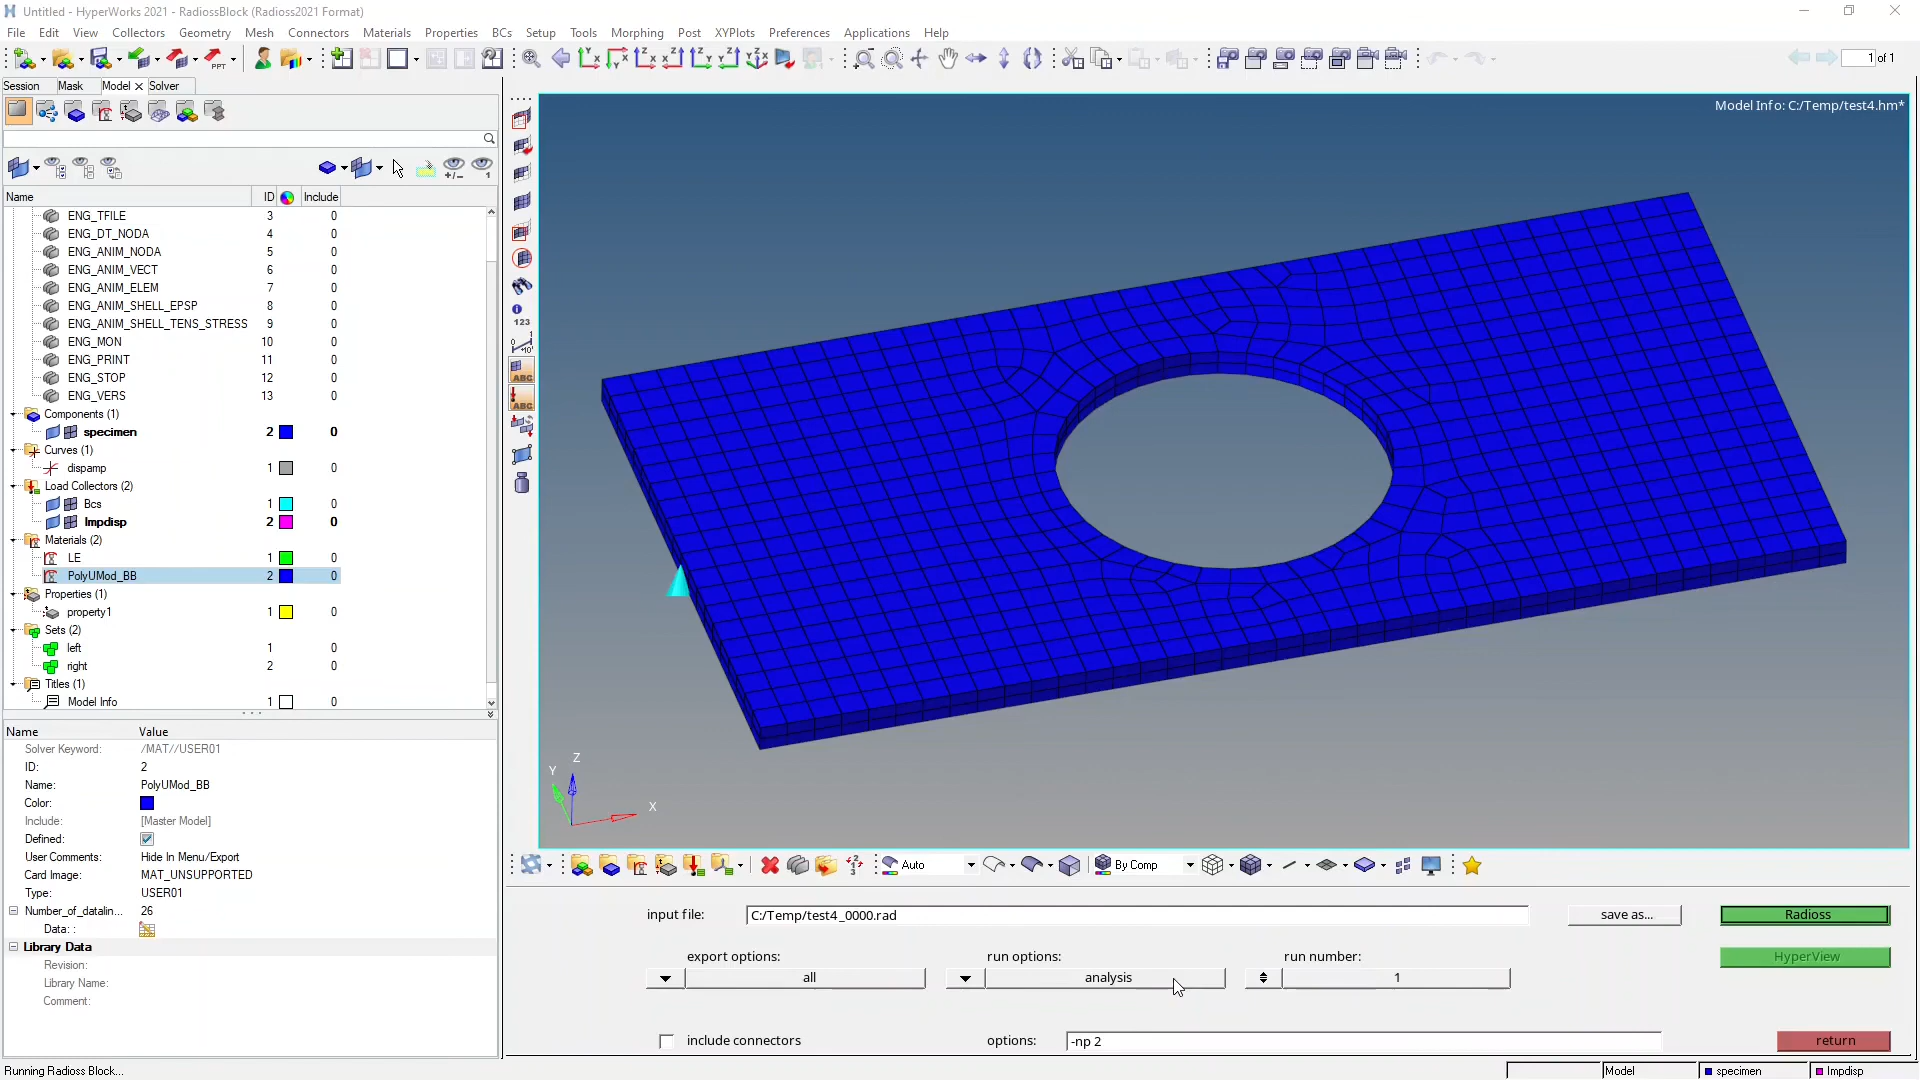 Untitled - HyperWorks 2021 - RadiossBlock (Radioss2021 Format)
File Edit View Collectors Geometry Mesh Connectors Materials Properties BCs Setup Tools Morphing Post XYPlots Preferences Applications Help
1 of 1
Session Mask Model Solver
Model Info: C:/Temp/test4.hm*
Name ID Include
ENG_TFILE 3 0
ENG_DT_NODA 4 0
ENG_ANIM_NODA 5 0
ENG_ANIM_VECT 6 0
ENG_ANIM_ELEM 7 0
ENG_ANIM_SHELL_EPSP 8 0
ENG_ANIM_SHELL_TENS_STRESS 9 0
ENG_MON 10 0
ENG_PRINT 11 0
ENG_STOP 12 0
ENG_VERS 13 0
Components (1)
specimen 2 0
Curves (1)
dispamp 1 0
Load Collectors (2)
Bcs 1 0
Impdisp 2 0
Materials (2)
LE 1 0
PolyUMod_BB 2 0
Properties (1)
property1 1 0
Sets (2)
left 1 0
right 2 0
Titles (1)
Model Info 1 0
Name Value
Solver Keyword: /MAT//USER01
ID: 2
Name: PolyUMod_BB
Color:
Include: [Master Model]
Defined:
User Comments: Hide In Menu/Export
Card Image: MAT_UNSUPPORTED
Type: USER01
Number_of_datalin... 26
Data: :
Library Data
Revision:
Library Name:
Comment:
123
ABC
ABC
Z
Y
X
Auto
By Comp
input file: C:/Temp/test4_0000.rad save as... Radioss
export options: run options: run number: HyperView
all analysis 1
include connectors options: -np 2 return
Running Radioss Block... Model specimen Impdisp